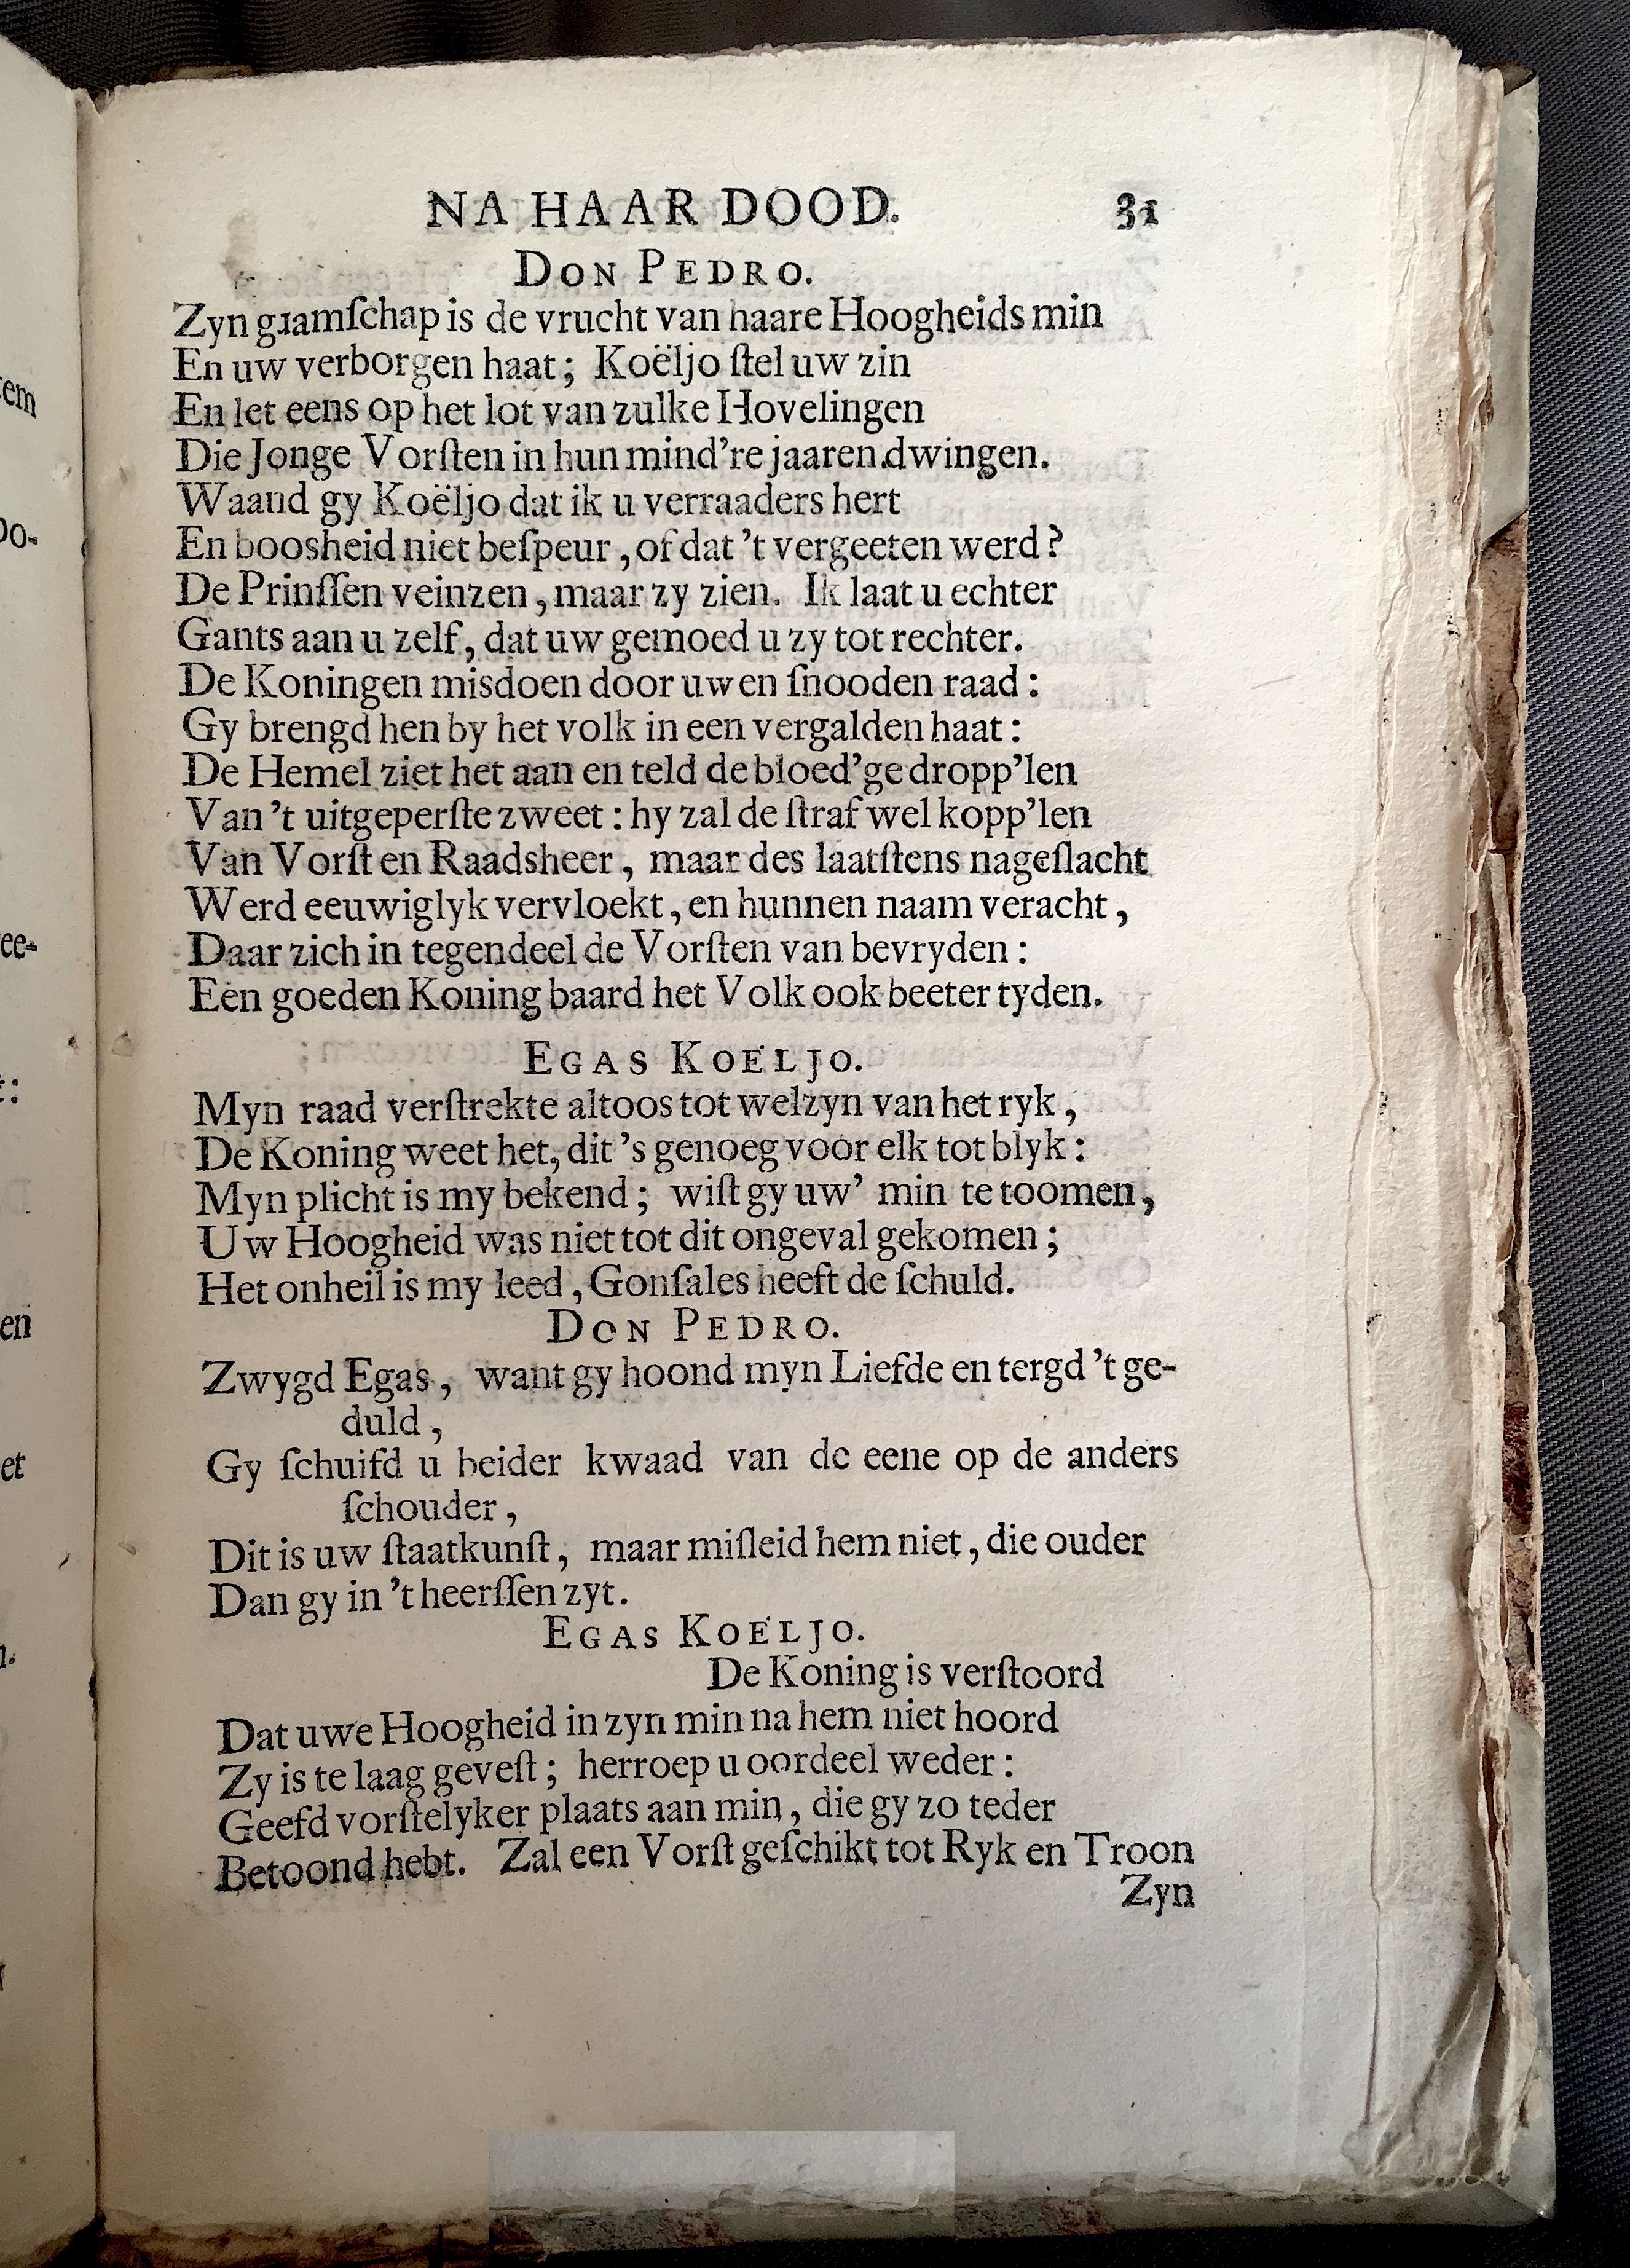 em
oo-
ee-
t:
en
et
n.
NA HAAR DOOD. 31
DON PEDRO.
Zyn gramſchap is de vrucht van haare Hoogheids min
En uw verborgen haat; Koëljo ſtel uw zin
En let eens op het lot van zulke Hovelingen
Die Jonge Vorſten in hun mind're jaaren dwingen.
Waand gy Koëljo dat ik u verraaders hert
En boosheid niet beſpeur, of dat 't vergeeten werd?
De Prinſſen veinzen, maar zy zien. Ik laat u echter
Gants aan u zelf, dat uw gemoed u zy tot rechter.
De Koningen misdoen door uwen ſnooden raad:
Gy brengd hen by het volk in een vergalden haat:
De Hemel ziet het aan en teld de bloed'ge dropp'len
Van 't uitgeperſte zweet: hy zal de ſtraf wel kopp'len
Van Vorſt en Raadsheer, maar des laatſtens nageſlacht
Werd eeuwiglyk vervloekt, en hunnen naam veracht,
Daar zich in tegendeel de Vorſten van bevryden:
Een goeden Koning baard het Volk ook beeter tyden.
EGAS KOËLJO.
Myn raad verſtrekte altoos tot welzyn van het ryk,
De Koning weet het, dit 's genoeg voor elk tot blyk:
Myn plicht is my bekend; wiſt gy uw' min te toomen,
Uw Hoogheid was niet tot dit ongeval gekomen;
Het onheil is my leed, Gonſales heeft de ſchuld.
DON PEDRO.
Zwygd Egas, want gy hoond myn Liefde en tergd 't ge-
duld,
Gy ſchuifd u beider kwaad van de eene op de anders
ſchouder,
Dit is uw ſtaatkunſt, maar miſleid hem niet, die ouder
Dan gy in 't heerſſen zyt.
EGAS KOËLJO.
De Koning is verſtoord
Dat uwe Hoogheid in zyn min na hem niet hoord
Zy is te laag geveſt; herroep u oordeel weder:
Geefd vorſtelyker plaats aan min, die gy zo teder
Betoond hebt. Zal een Vorſt geſchikt tot Ryk en Troon
Zyn